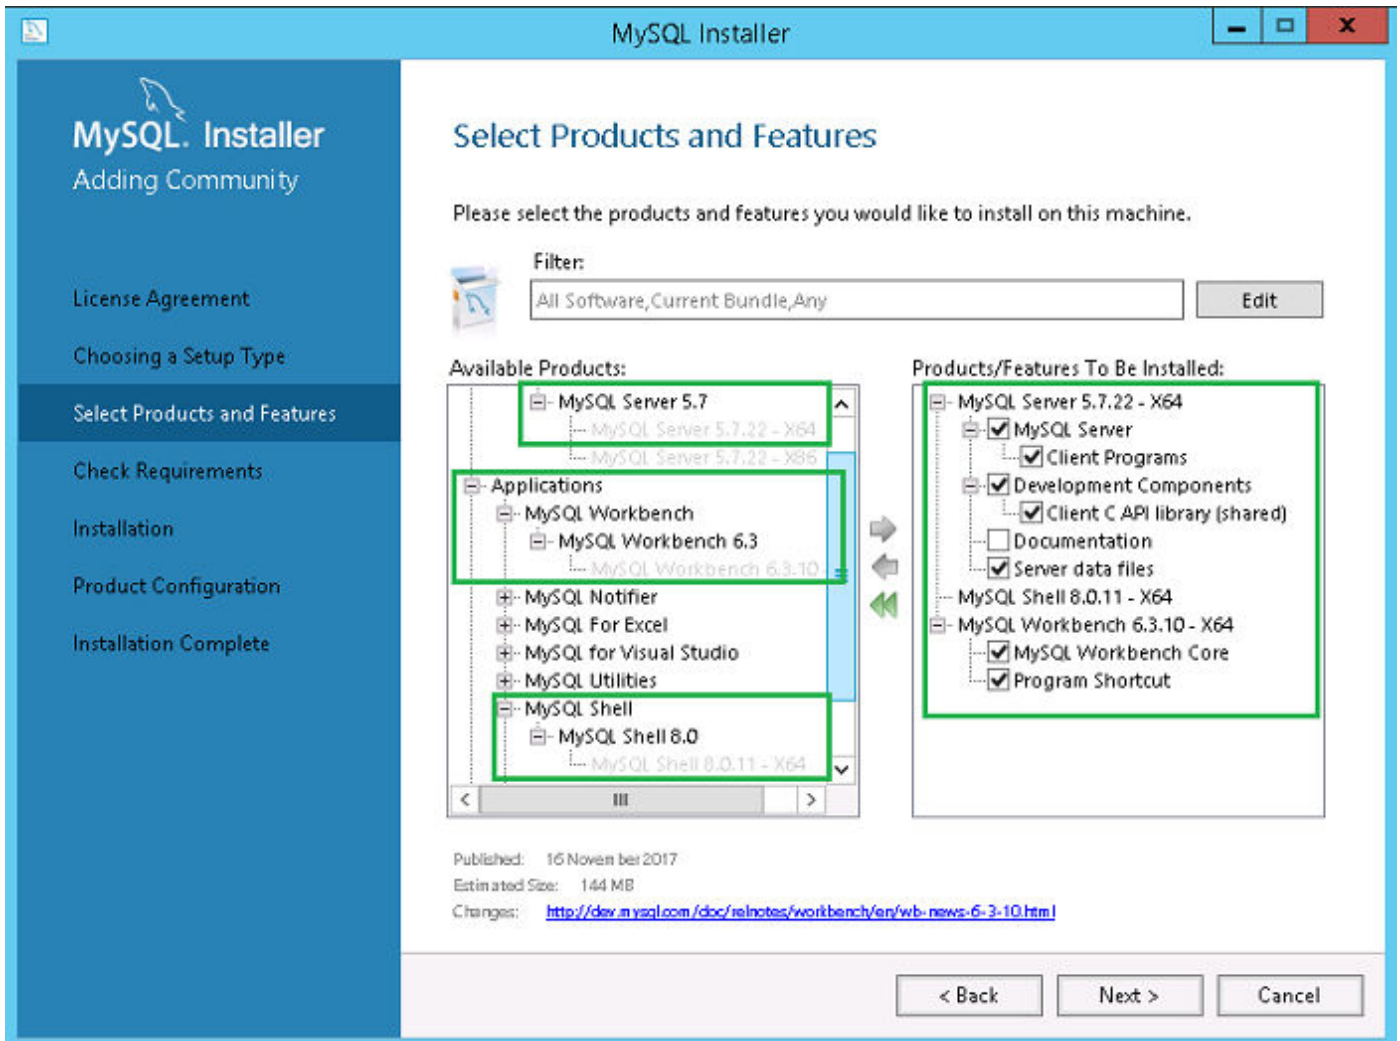 MySQL Installer
MySQL. Installer
Adding Community
License Agreement
Choosing a Setup Type
Select Products and Features
Check Requirements
Installation
Product Configuration
Installation Complete
Select Products and Features
Please select the products and features you would like to install on this machine.
Filter:
All Software,Current Bundle,Any
Edit
Available Products:
MySQL Server 5.7
MySQL Server 5.7.22 - X64
MySQL Server 5.7.22 - X86
Applications
MySQL Workbench
MySQL Workbench 6.3
MySQL Workbench 6.3.10 -
MySQL Notifier
MySQL For Excel
MySQL for Visual Studio
MySQL Utilities
MySQL Shell
MySQL Shell 8.0
MySQL Shell 8.0.11 - X64
Products/Features To Be Installed:
MySQL Server 5.7.22 - X64
MySQL Server
Client Programs
Development Components
Client C API library (shared)
Documentation
Server data files
MySQL Shell 8.0.11 - X64
MySQL Workbench 6.3.10 - X64
MySQL Workbench Core
Program Shortcut
Published: 16 November 2017
Estimated Size: 144 MB
Changes: http://dev.mysql.com/doc/relnotes/workbench/en/wb-news-6-3-10.html
< Back
Next >
Cancel